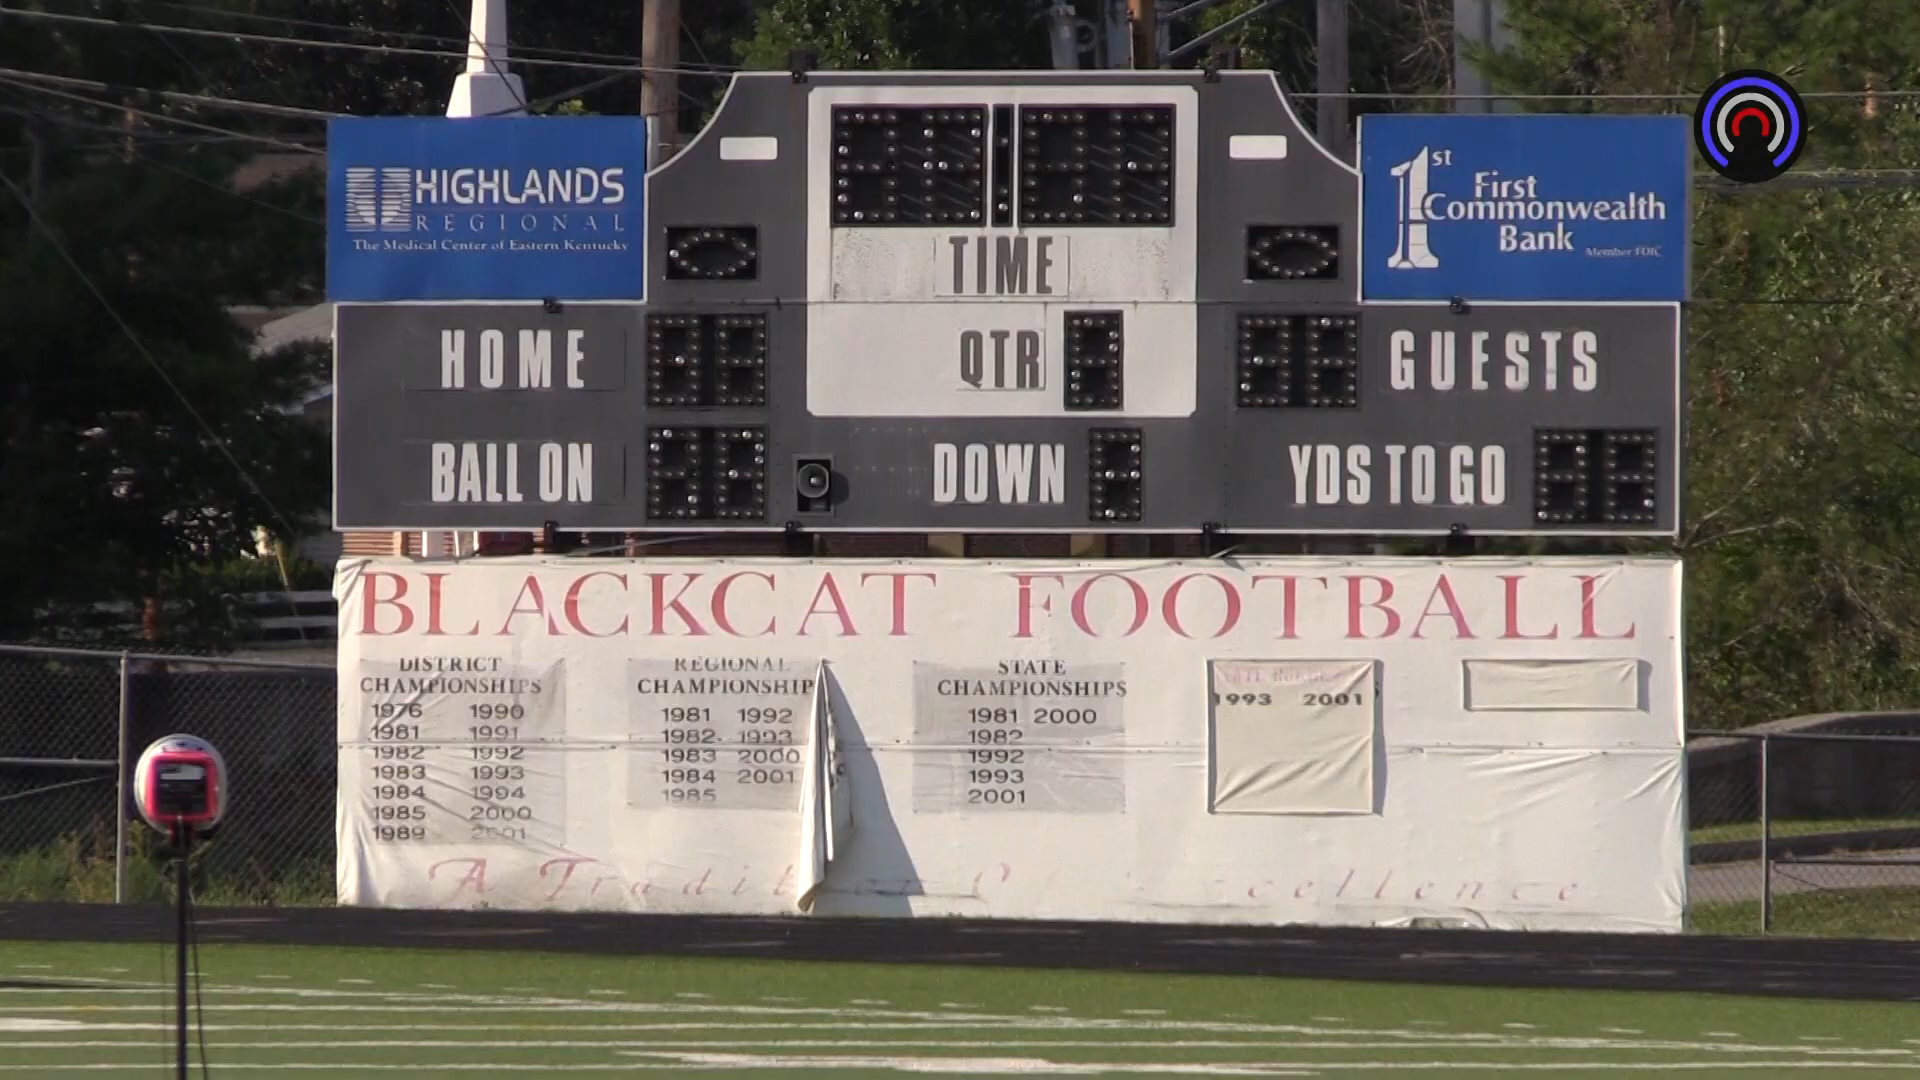 HIGHLANDS
REGIONAL
The Medical Center of Eastern Kentucky
1st
First
Commonwealth
Bank
Member FDIC
TIME
HOME
QTR
GUESTS
BALL ON
DOWN
YDS TO GO
BLACKCAT FOOTBALL
DISTRICT
CHAMPIONSHIPS
1976 1990
1981 1991
1982 1992
1983 1993
1984 1994
1985 2000
1989 2001
REGIONAL
CHAMPIONSHIP
1981 1992
1982 1993
1983 2000
1984 2001
1985
STATE
CHAMPIONSHIPS
1981 2000
1982
1992
1993
2001
1993 2001
A